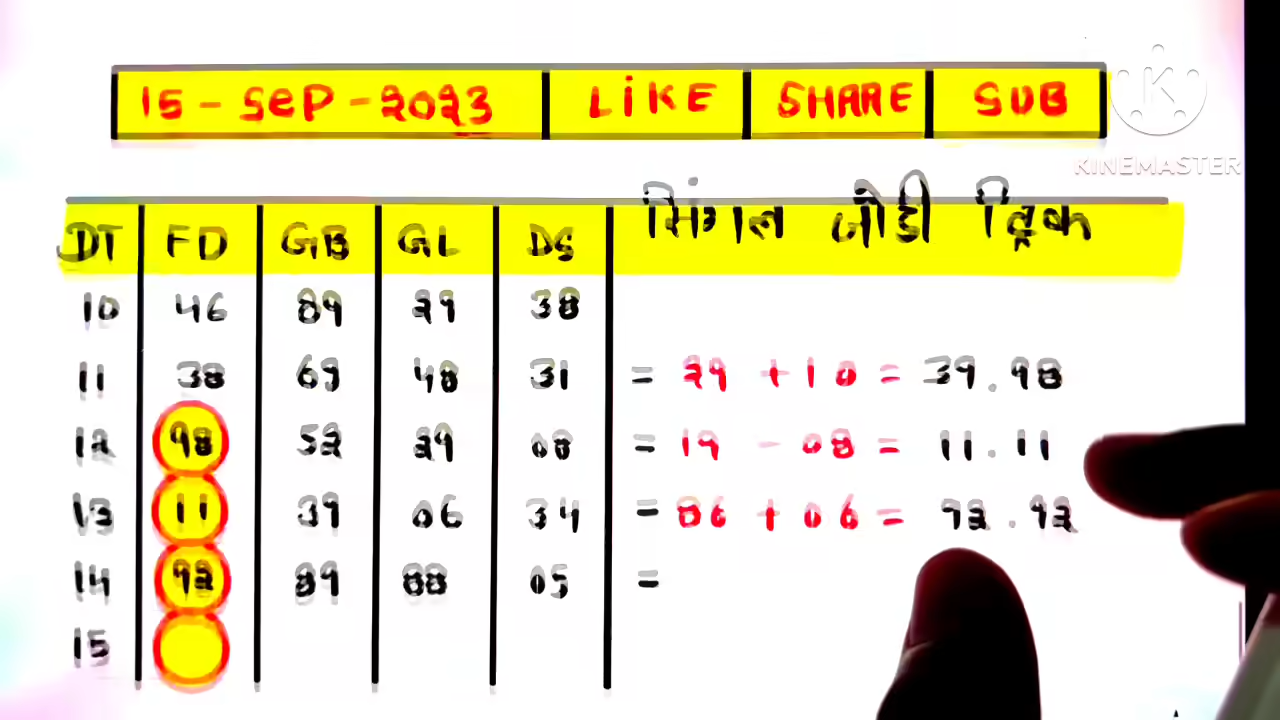 15 - SEP - 2023 LiKE SHARE SUB
KINEMASTER
DT FD GB GL DS सिंगल जोडी ट्रिक
10 46 89 29 38
11 38 69 48 31 = 29 + 10 = 39.98
12 98 52 29 08 = 19 - 08 = 11.11
13 11 39 06 34 = 86 + 06 = 92.92
14 92 89 88 05 =
15